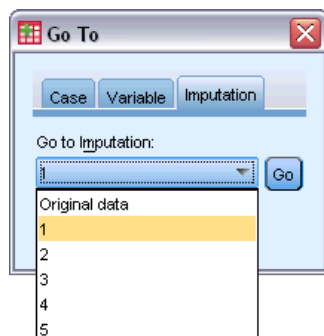 Go To
Case Variable Imputation
Go to Imputation:
1 Go
Original data
1
2
3
4
5